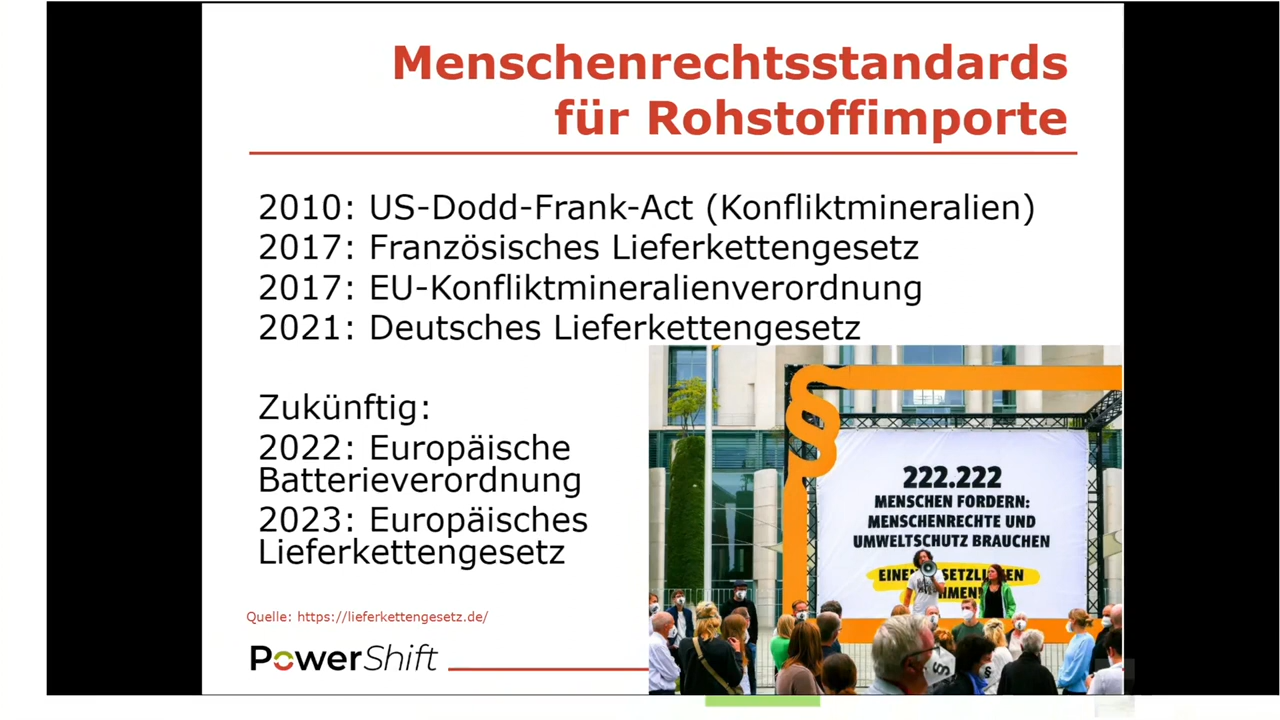 Menschenrechtsstandards
für Rohstoffimporte
2010: US-Dodd-Frank-Act (Konfliktmineralien)
2017: Französisches Lieferkettengesetz
2017: EU-Konfliktmineralienverordnung
2021: Deutsches Lieferkettengesetz
Zukünftig:
2022: Europäische
Batterieverordnung
2023: Europäisches
Lieferkettengesetz
Quelle: https://lieferkettengesetz.de/
PowerShift
§
222.222
MENSCHEN FORDERN:
MENSCHENRECHTE UND
UMWELTSCHUTZ BRAUCHEN
§
§